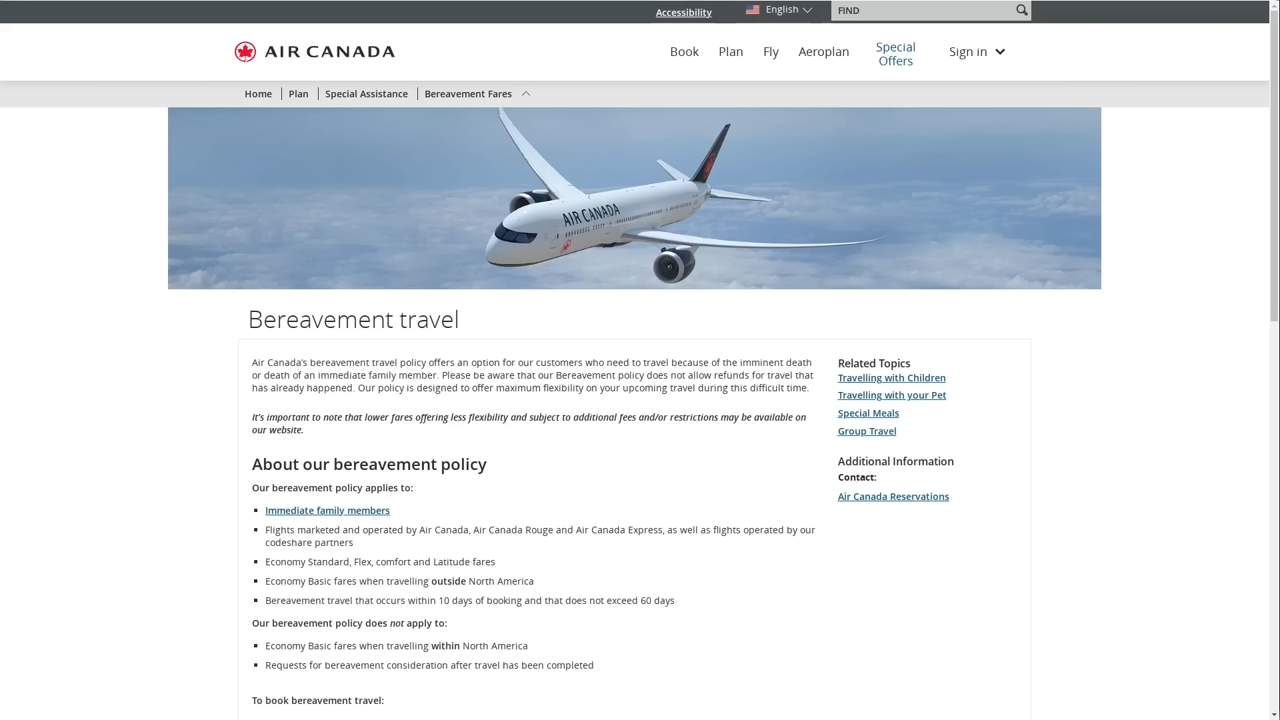 Accessibility
English
FIND
AIR CANADA
Book
Plan
Fly
Aeroplan
Special
Offers
Sign in
Home
Plan
Special Assistance
Bereavement Fares
AIR CANADA
Bereavement travel
Air Canada's bereavement travel policy offers an option for our customers who need to travel because of the imminent death
or death of an immediate family member. Please be aware that our Bereavement policy does not allow refunds for travel that
has already happened. Our policy is designed to offer maximum flexibility on your upcoming travel during this difficult time.
It's important to note that lower fares offering less flexibility and subject to additional fees and/or restrictions may be available on
our website.
About our bereavement policy
Our bereavement policy applies to:
Immediate family members
Flights marketed and operated by Air Canada, Air Canada Rouge and Air Canada Express, as well as flights operated by our
codeshare partners
Economy Standard, Flex, comfort and Latitude fares
Economy Basic fares when travelling outside North America
Bereavement travel that occurs within 10 days of booking and that does not exceed 60 days
Our bereavement policy does not apply to:
Economy Basic fares when travelling within North America
Requests for bereavement consideration after travel has been completed
To book bereavement travel:
Related Topics
Travelling with Children
Travelling with your Pet
Special Meals
Group Travel
Additional Information
Contact:
Air Canada Reservations